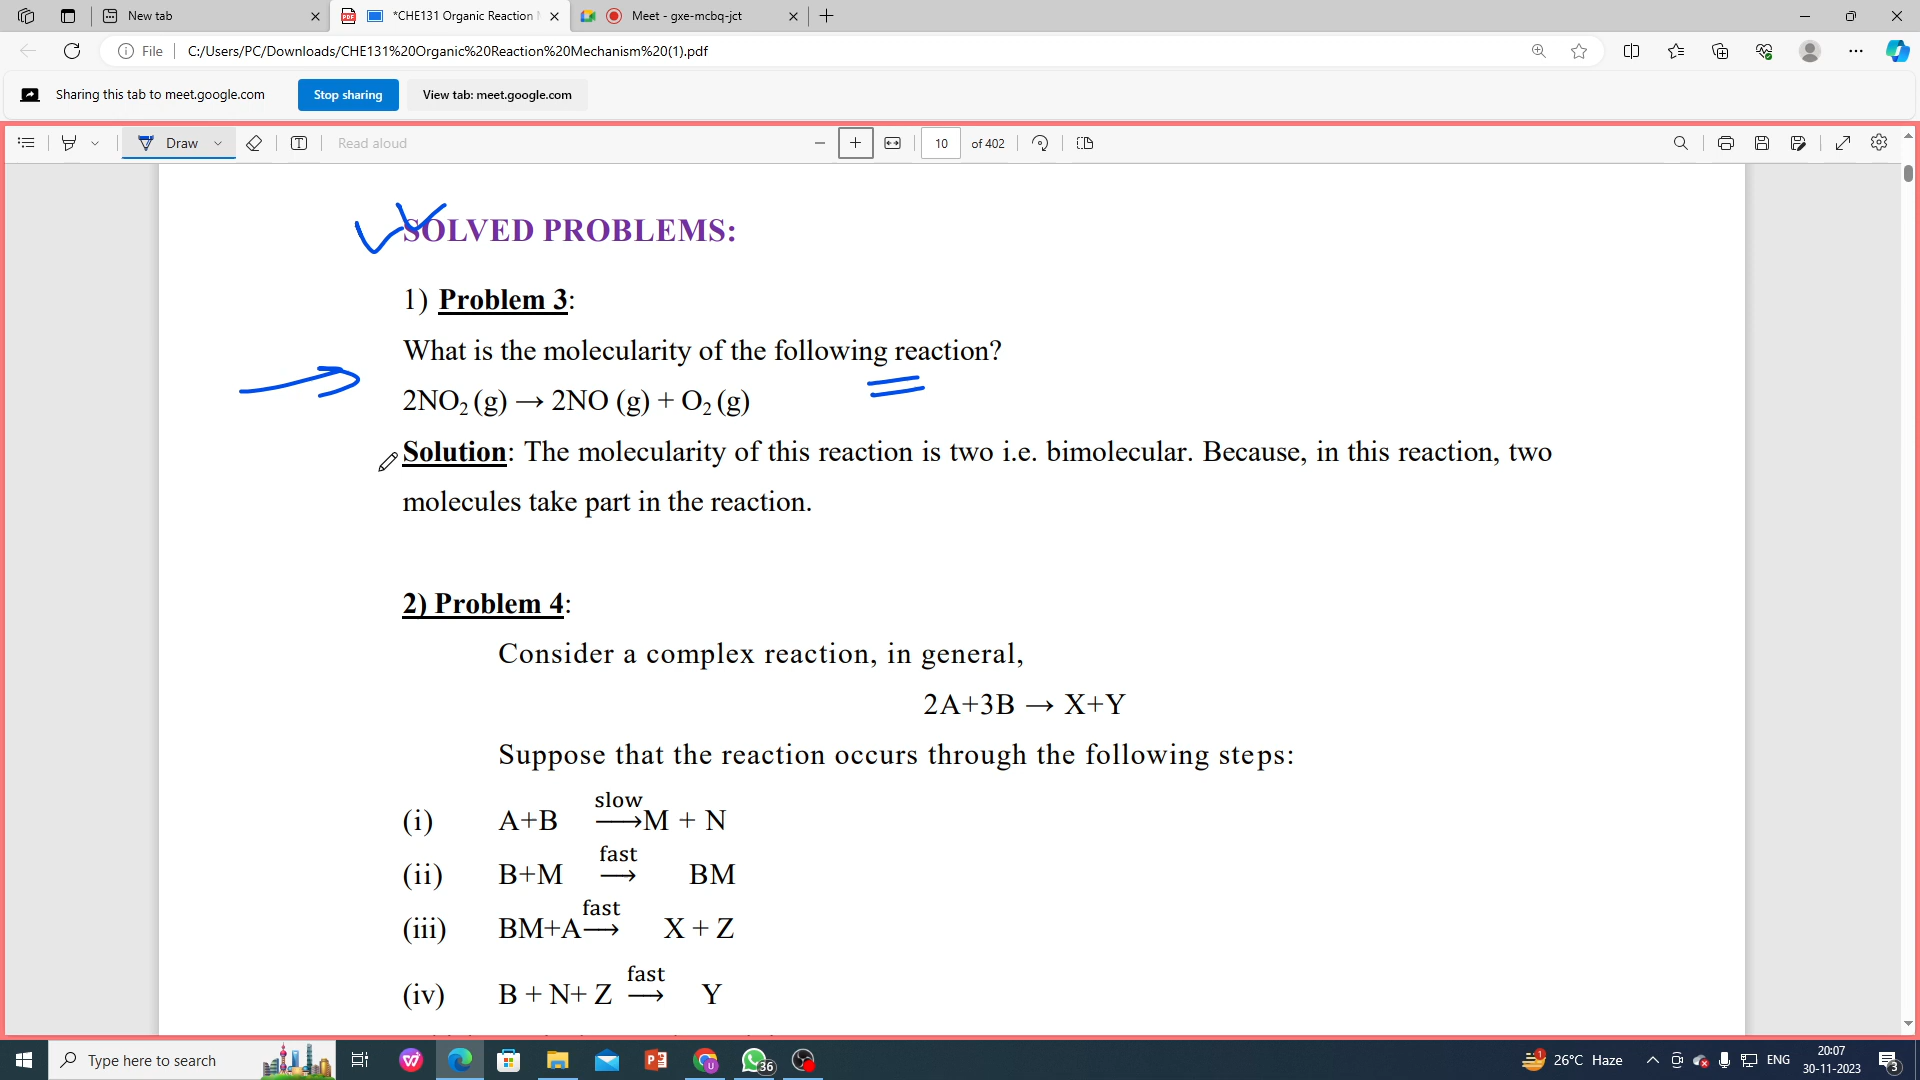 New tab
*CHE131 Organic Reaction
Meet - gxe-mcbq-jct
File
C:/Users/PC/Downloads/CHE131%20Organic%20Reaction%20Mechanism%20(1).pdf
Sharing this tab to meet.google.com
Stop sharing
View tab: meet.google.com
Draw
Read aloud
10
of 402
SOLVED PROBLEMS:
1) Problem 3:
What is the molecularity of the following reaction?
2NO₂ (g) → 2NO (g) + O₂ (g)
Solution: The molecularity of this reaction is two i.e. bimolecular. Because, in this reaction, two
molecules take part in the reaction.
2) Problem 4:
Consider a complex reaction, in general,
2A+3B → X+Y
Suppose that the reaction occurs through the following steps:
slow
(i) A+B ⟶M + N
fast
(ii) B+M ⟶ BM
fast
(iii) BM+A⟶ X + Z
fast
(iv) B + N+ Z ⟶ Y
Type here to search
36
26°C Haze
ENG
20:07
30-11-2023
3